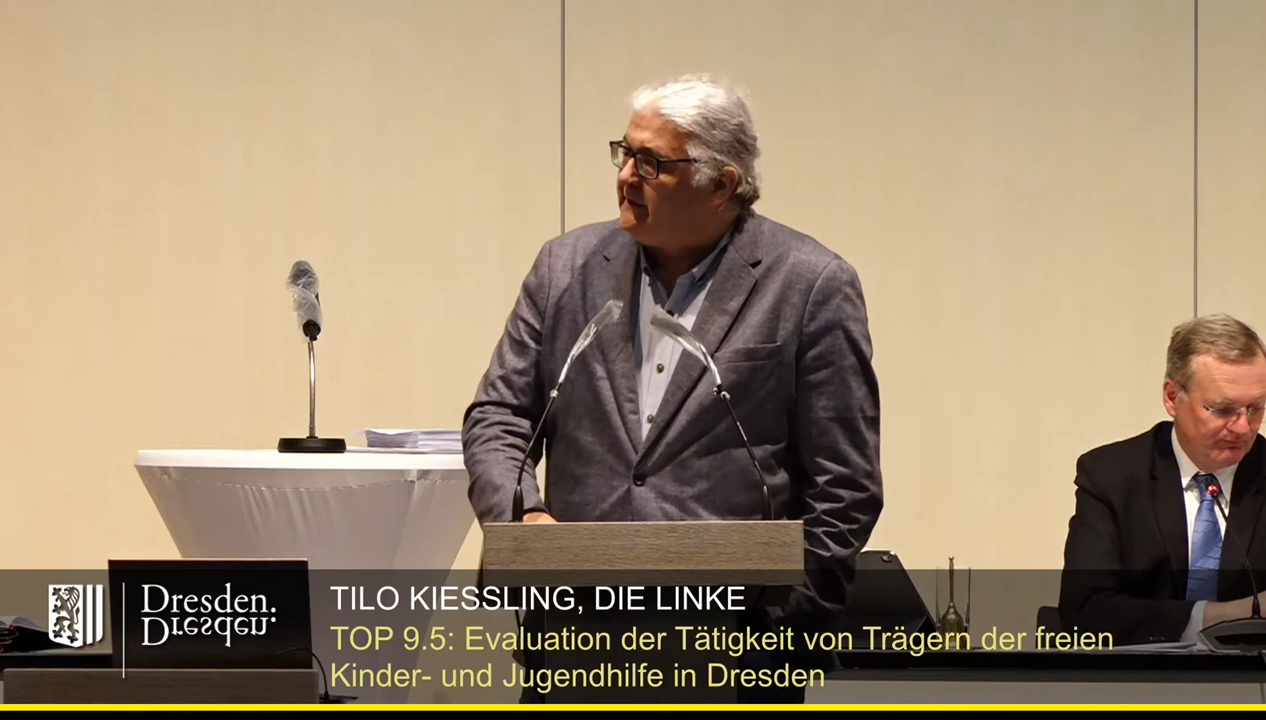 Dresden.
Dresden.
TILO KIESSLING, DIE LINKE
TOP 9.5: Evaluation der Tätigkeit von Trägern der freien
Kinder- und Jugendhilfe in Dresden